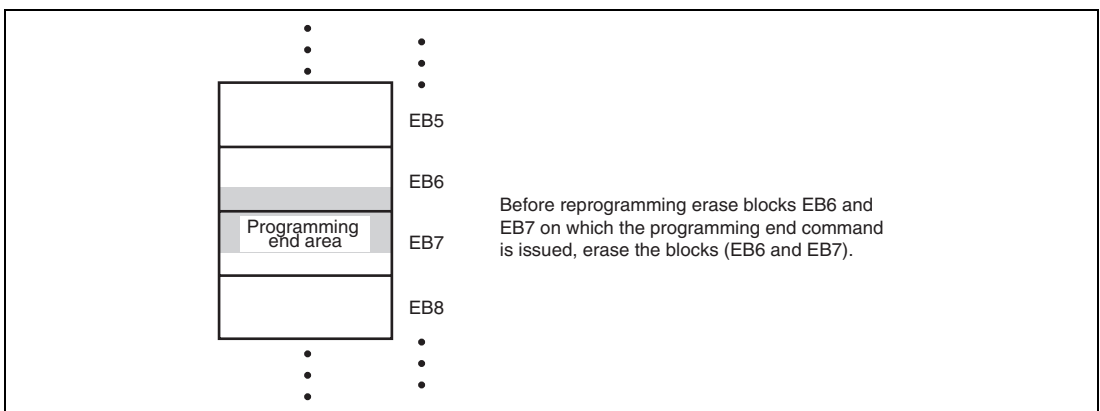 EB5
EB6
Programming
end area
EB7
EB8
Before reprogramming erase blocks EB6 and
EB7 on which the programming end command
is issued, erase the blocks (EB6 and EB7).